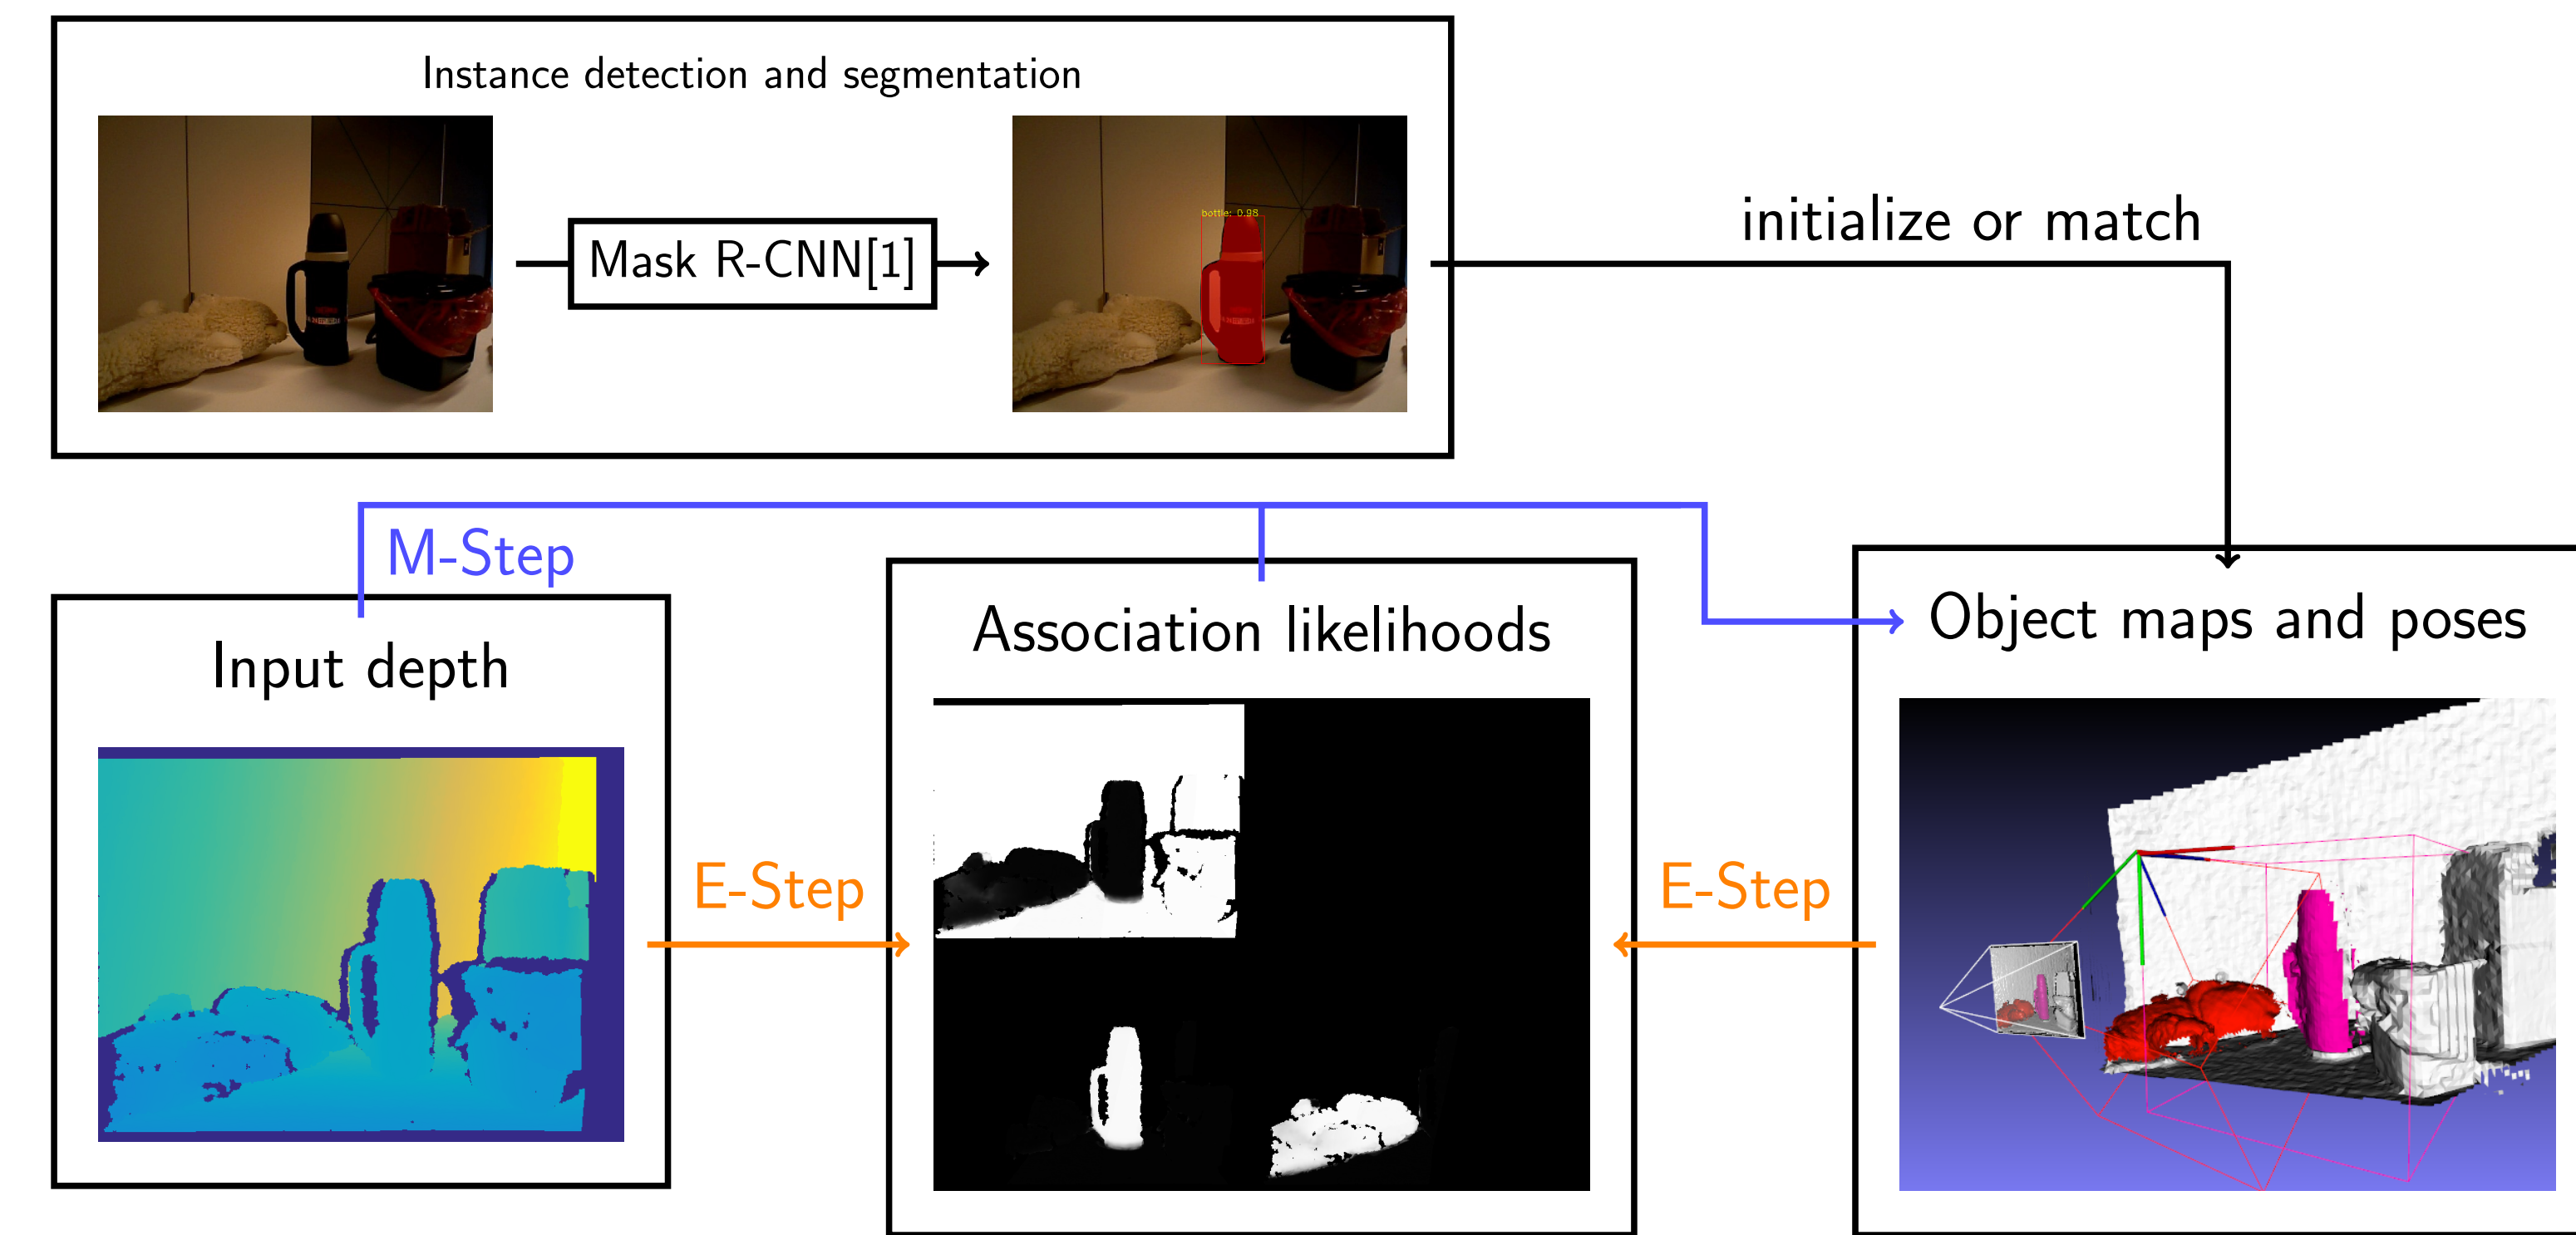 Instance detection and segmentation
Mask R-CNN[1]
bottle: 0.98
initialize or match
M-Step
Input depth
Association likelihoods
Object maps and poses
E-Step
E-Step